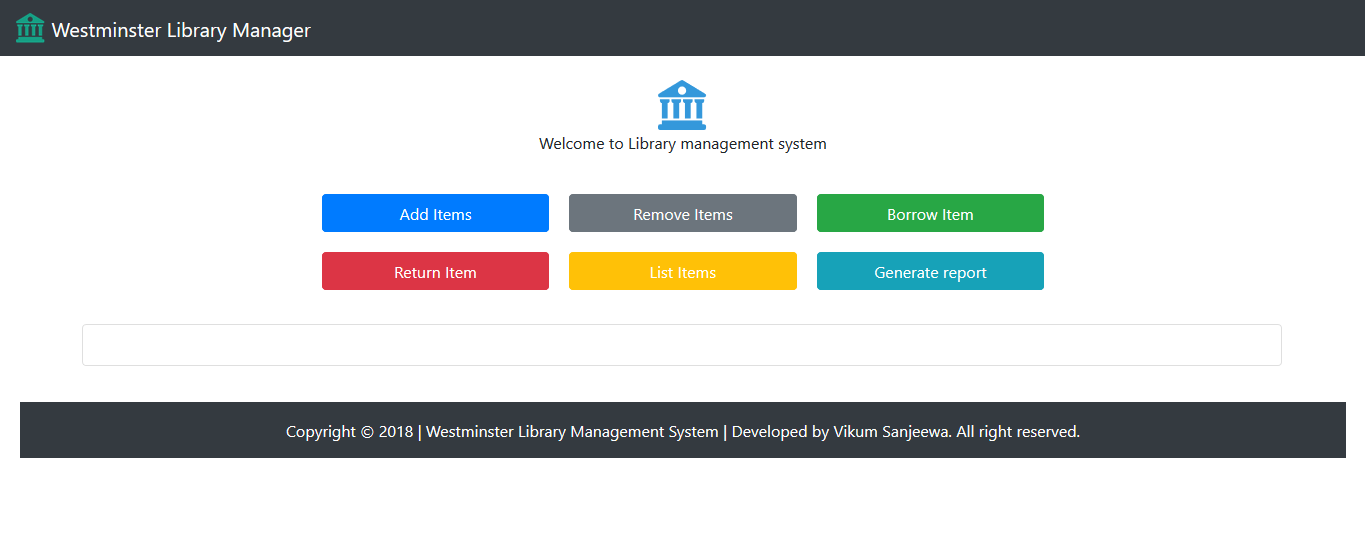 Westminster Library Manager
Welcome to Library management system
Add Items
Remove Items
Borrow Item
Return Item
List Items
Generate report
Copyright © 2018 | Westminster Library Management System | Developed by Vikum Sanjeewa. All right reserved.